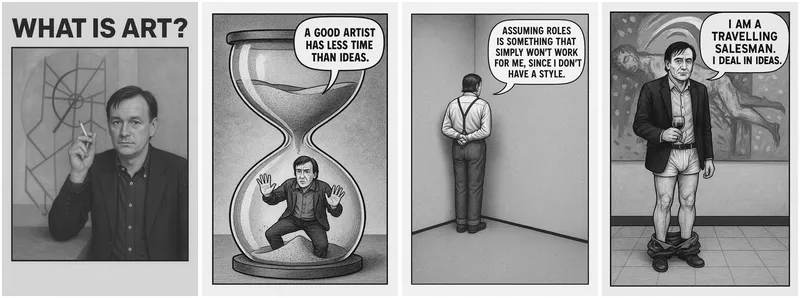 WHAT IS ART?
A GOOD ARTIST
HAS LESS TIME
THAN IDEAS.
ASSUMING ROLES
IS SOMETHING THAT
SIMPLY WON'T WORK
FOR ME, SINCE I DON'T
HAVE A STYLE.
I AM A
TRAVELLING
SALESMAN.
I DEAL IN IDEAS.